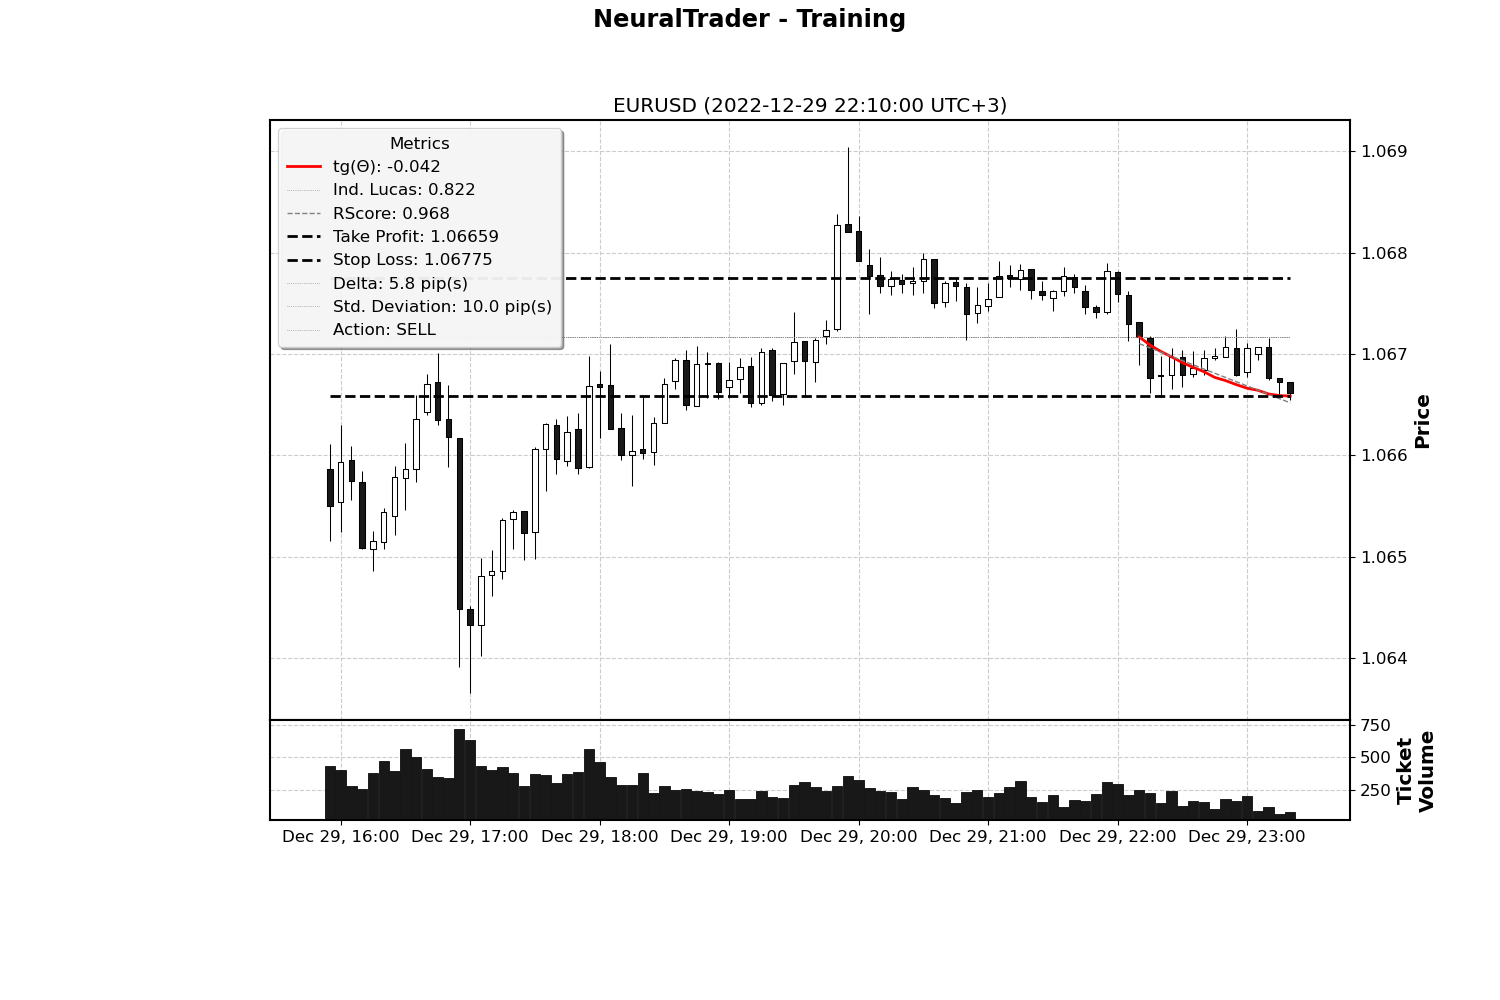 NeuralTrader - Training
EURUSD (2022-12-29 22:10:00 UTC+3)
Metrics
tg(Θ): -0.042
Ind. Lucas: 0.822
RScore: 0.968
Take Profit: 1.06659
Stop Loss: 1.06775
Delta: 5.8 pip(s)
Std. Deviation: 10.0 pip(s)
Action: SELL
1.069
1.068
1.067
1.066
1.065
1.064
Price
750
500
250
Ticket
Volume
Dec 29, 16:00
Dec 29, 17:00
Dec 29, 18:00
Dec 29, 19:00
Dec 29, 20:00
Dec 29, 21:00
Dec 29, 22:00
Dec 29, 23:00